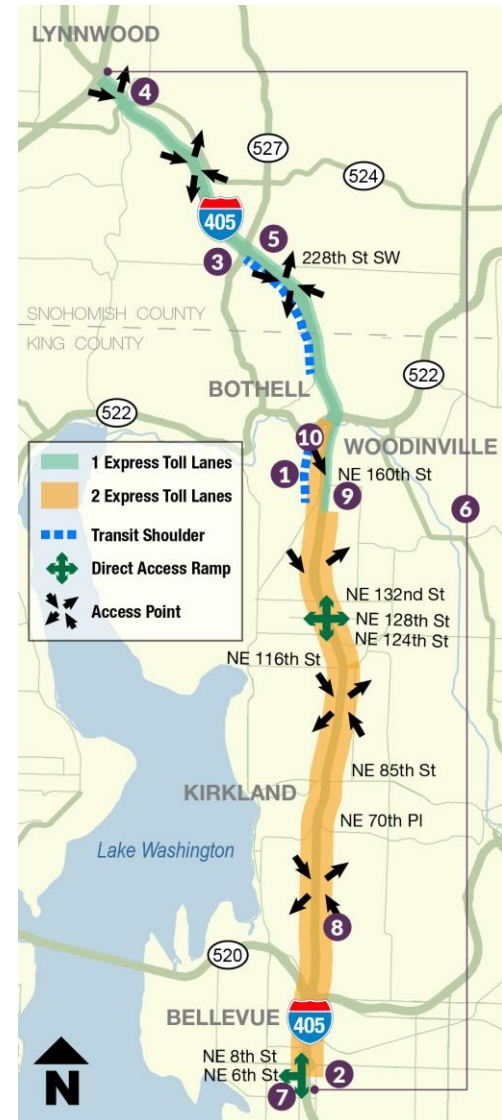 LYNNWOOD
4
527
524
405
5
3
228th St SW
SNOHOMISH COUNTY
KING COUNTY
BOTHELL
522
522
10
WOODINVILLE
1
NE 160th St
9
6
1 Express Toll Lanes
2 Express Toll Lanes
Transit Shoulder
Direct Access Ramp
Access Point
NE 132nd St
NE 128th St
NE 124th St
NE 116th St
NE 85th St
KIRKLAND
NE 70th Pl
Lake Washington
8
520
BELLEVUE
405
NE 8th St
NE 6th St
2
7
N